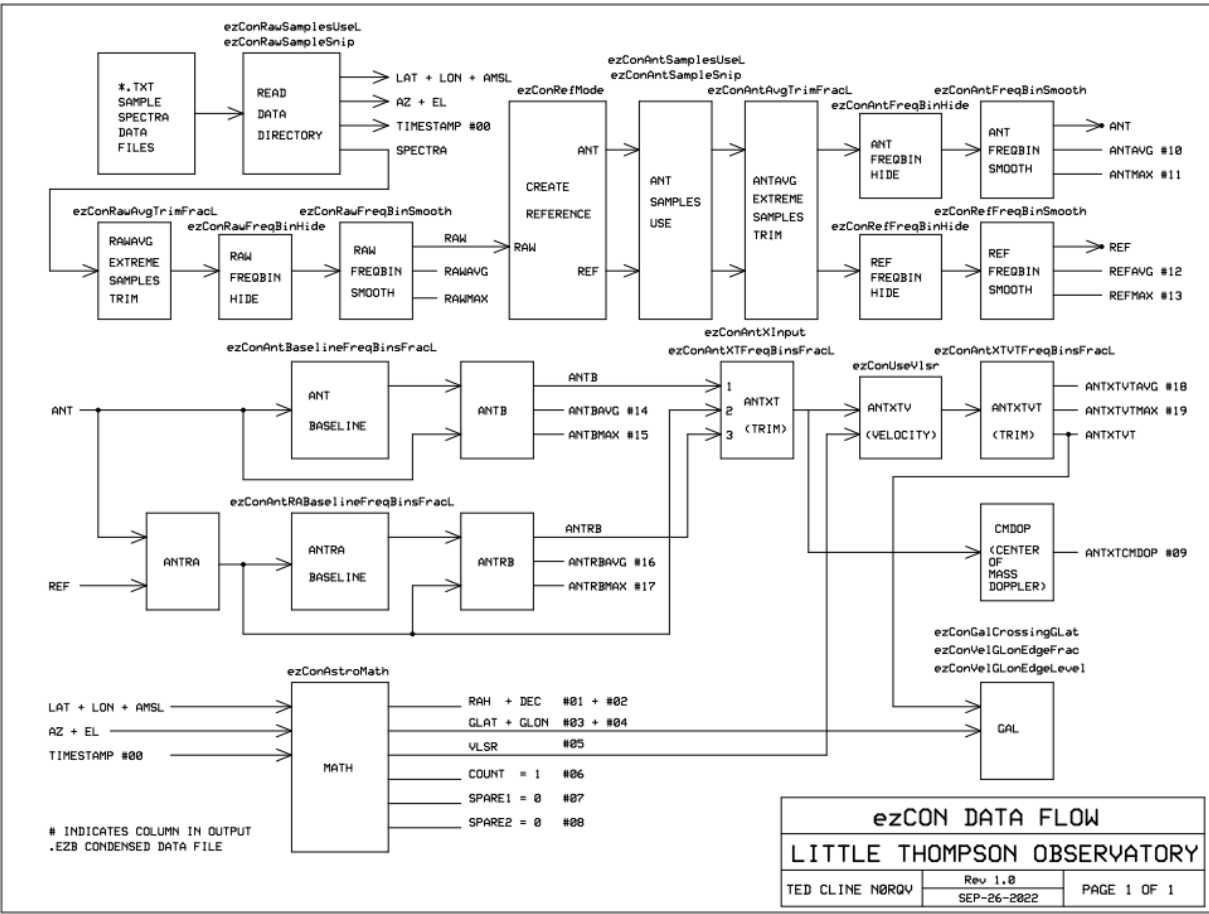 ezConRawSamplesUseL
ezConRawSampleSnip
*.TXT
SAMPLE
SPECTRA
DATA
FILES
READ
DATA
DIRECTORY
LAT + LON + AMSL
AZ + EL
TIMESTAMP #00
SPECTRA
ezConRefMode
CREATE
REFERENCE
ANT
RAW
REF
ezConAntSamplesUseL
ezConAntSampleSnip
ANT
SAMPLES
USE
ezConAntAvgTrimFracL
ANTAVG
EXTREME
SAMPLES
TRIM
ezConAntFreqBinHide
ANT
FREQBIN
HIDE
ezConAntFreqBinSmooth
ANT
FREQBIN
SMOOTH
ANT
ANTAVG #10
ANTMAX #11
ezConRawAvgTrimFracL
RAWAVG
EXTREME
SAMPLES
TRIM
ezConRawFreqBinHide
RAW
FREQBIN
HIDE
ezConRawFreqBinSmooth
RAW
FREQBIN
SMOOTH
RAW
RAWAVG
RAWMAX
ezConRefFreqBinHide
REF
FREQBIN
HIDE
ezConRefFreqBinSmooth
REF
FREQBIN
SMOOTH
REF
REFAVG #12
REFMAX #13
ANT
ezConAntBaselineFreqBinsFracL
ANT
BASELINE
ANTB
ANTB
ANTBAVG #14
ANTBMAX #15
ezConAntXInput
ezConAntXTFreqBinsFracL
1
2
3
ANTXT
(TRIM)
ezConUseVlsr
ANTXTV
(VELOCITY)
ezConAntXTVTFreqBinsFracL
ANTXTVT
(TRIM)
ANTXTVTAVG #18
ANTXTVTMAX #19
ANTXTVT
REF
ANTRA
ezConAntRABaselineFreqBinsFracL
ANTRA
BASELINE
ANTRB
ANTRB
ANTRBAVG #16
ANTRBMAX #17
CMDOP
(CENTER
OF
MASS
DOPPLER)
ANTXTCMDOP #09
ezConAstroMath
LAT + LON + AMSL
AZ + EL
TIMESTAMP #00
MATH
RAH + DEC #01 + #02
GLAT + GLON #03 + #04
VLSR #05
COUNT = 1 #06
SPARE1 = 0 #07
SPARE2 = 0 #08
ezConGalCrossingGLat
ezConVelGLonEdgeFrac
ezConVelGLonEdgeLevel
GAL
# INDICATES COLUMN IN OUTPUT
.EZB CONDENSED DATA FILE
ezCON DATA FLOW
LITTLE THOMPSON OBSERVATORY
TED CLINE N0RQV
Rev 1.0
SEP-26-2022
PAGE 1 OF 1